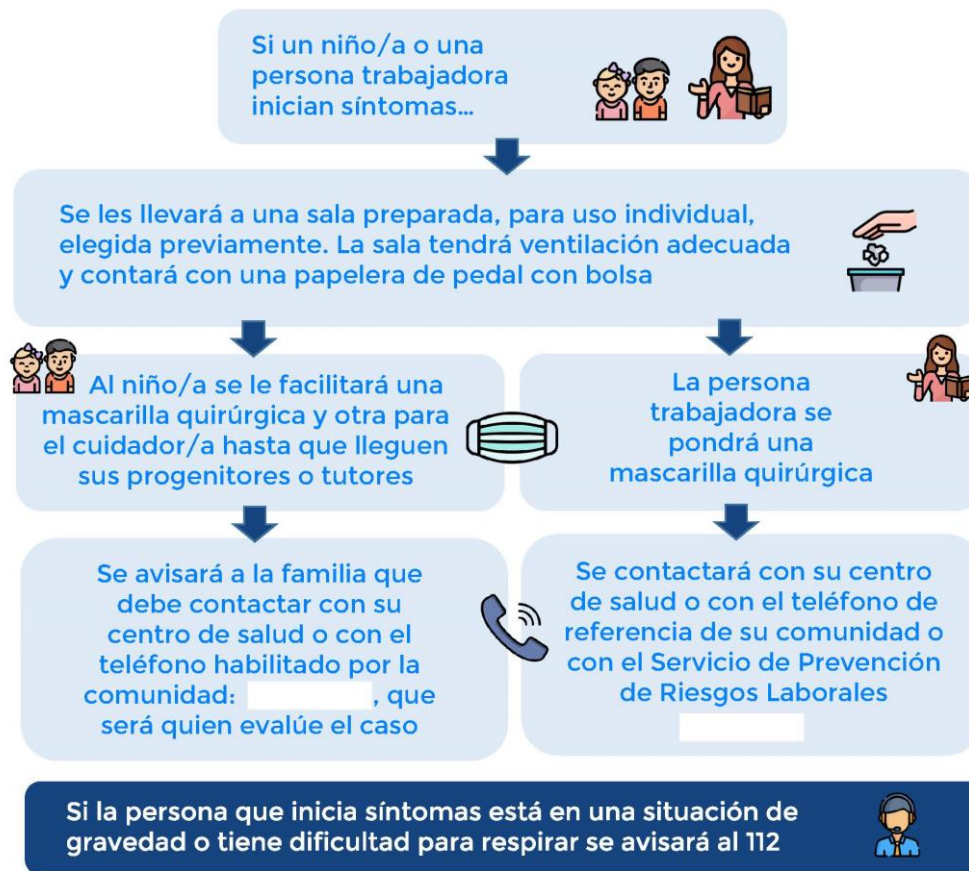 Si un niño/a o una
persona trabajadora
inician síntomas...
Se les llevará a una sala preparada, para uso individual,
elegida previamente. La sala tendrá ventilación adecuada
y contará con una papelera de pedal con bolsa
Al niño/a se le facilitará una
mascarilla quirúrgica y otra para
el cuidador/a hasta que lleguen
sus progenitores o tutores
La persona
trabajadora se
pondrá una
mascarilla quirúrgica
Se avisará a la familia que
debe contactar con su
centro de salud o con el
teléfono habilitado por la
comunidad: , que
será quien evalúe el caso
Se contactará con su centro
de salud o con el teléfono de
referencia de su comunidad o
con el Servicio de Prevención
de Riesgos Laborales
Si la persona que inicia síntomas está en una situación de
gravedad o tiene dificultad para respirar se avisará al 112